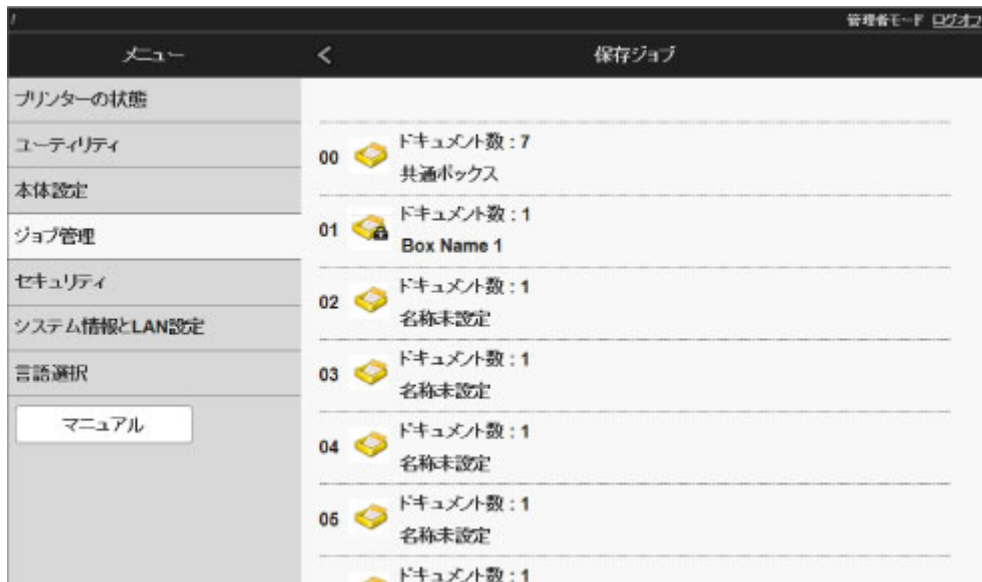 管理者モード ログオフ
メニュー
<
保存ジョブ
プリンターの状態
ユーティリティ
本体設定
ジョブ管理
セキュリティ
システム情報とLAN設定
言語選択
マニュアル
00
ドキュメント数 : 7
共通ボックス
01
ドキュメント数 : 1
Box Name 1
02
ドキュメント数 : 1
名称未設定
03
ドキュメント数 : 1
名称未設定
04
ドキュメント数 : 1
名称未設定
05
ドキュメント数 : 1
名称未設定
ドキュメント数 : 1